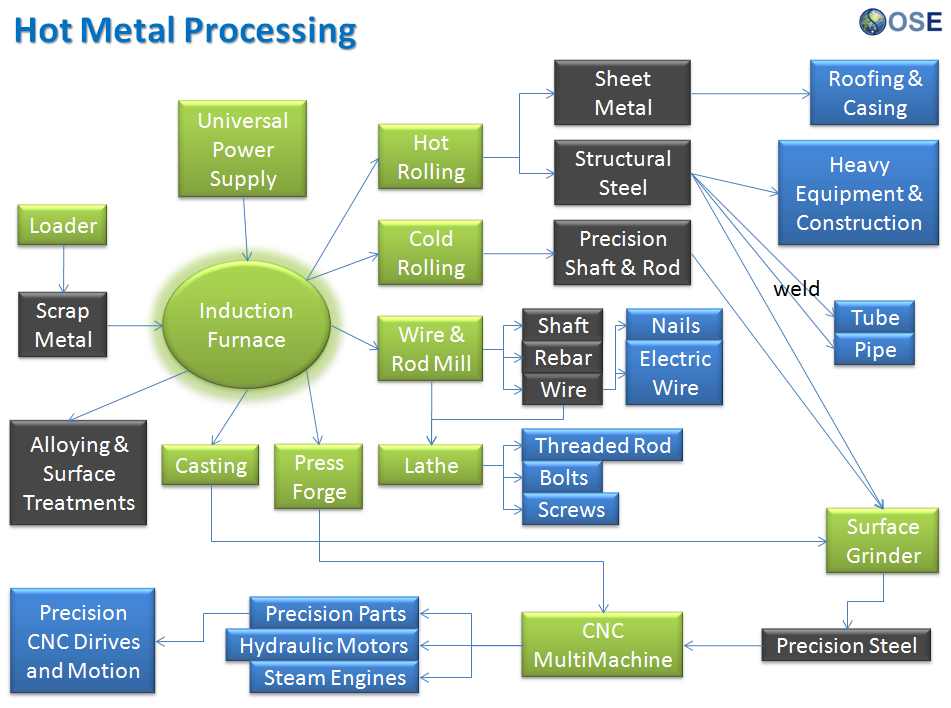 Hot Metal Processing
OSE
Universal
Power
Supply
Loader
Scrap
Metal
Induction
Furnace
Hot
Rolling
Cold
Rolling
Wire &
Rod Mill
Sheet
Metal
Structural
Steel
Precision
Shaft & Rod
Roofing &
Casing
Heavy
Equipment &
Construction
weld
Tube
Pipe
Shaft
Rebar
Wire
Nails
Electric
Wire
Alloying &
Surface
Treatments
Casting
Press
Forge
Lathe
Threaded Rod
Bolts
Screws
Surface
Grinder
Precision Steel
CNC
MultiMachine
Precision Parts
Hydraulic Motors
Steam Engines
Precision
CNC Dirives
and Motion